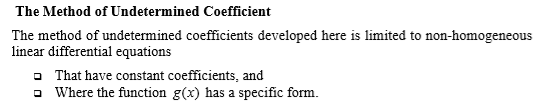 The Method of Undetermined Coefficient
The method of undetermined coefficients developed here is limited to non-homogeneous
linear differential equations
❑ That have constant coefficients, and
❑ Where the function g(x) has a specific form.